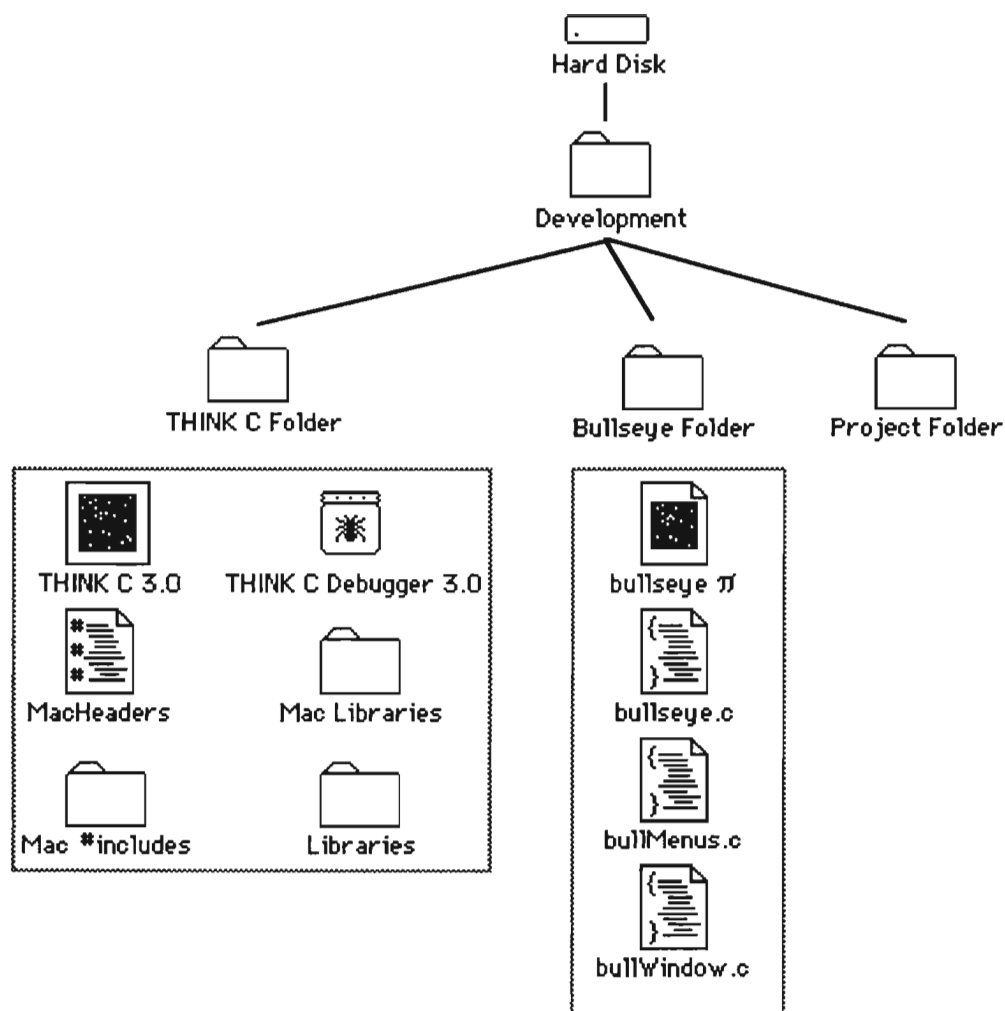 Hard Disk
Development
THINK C Folder
Bullseye Folder
Project Folder
THINK C 3.0
THINK C Debugger 3.0
MacHeaders
Mac Libraries
Mac #includes
Libraries
bullseye π
bullseye.c
bullMenus.c
bullWindow.c